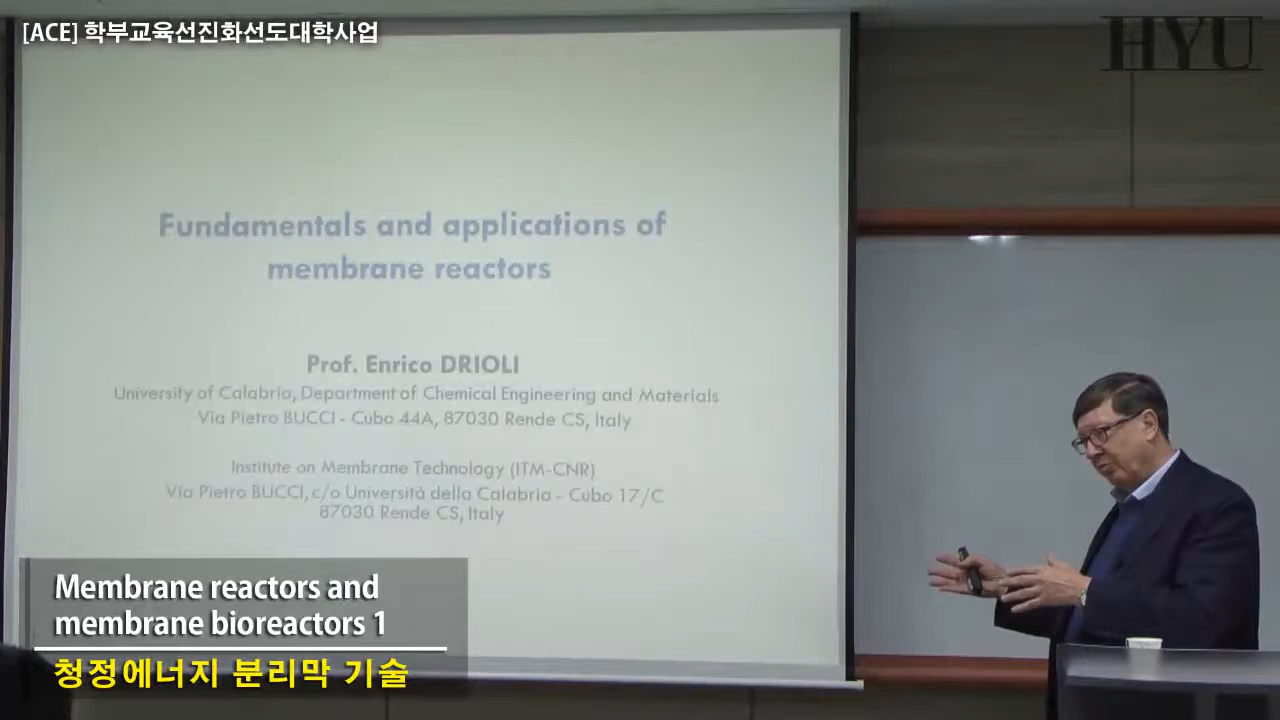 [ACE] 학부교육선진화선도대학사업
HYU
Fundamentals and applications of
membrane reactors
Prof. Enrico DRIOLI
University of Calabria, Department of Chemical Engineering and Materials
Via Pietro BUCCI - Cubo 44A, 87030 Rende CS, Italy
Institute on Membrane Technology (ITM-CNR)
Via Pietro BUCCI, c/o Università della Calabria - Cubo 17/C
87030 Rende CS, Italy
Membrane reactors and
membrane bioreactors 1
청정에너지 분리막 기술